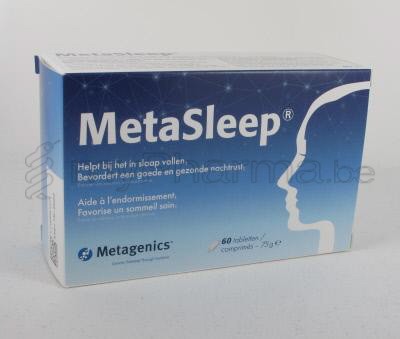 MetaSleep®
Helpt bij het in slaap vallen.
Bevordert een goede en gezonde nachtrust.
Aide à l'endormissement.
Favorise un sommeil sain.
Metagenics
60 tabletten /
comprimés – 75 g ℮